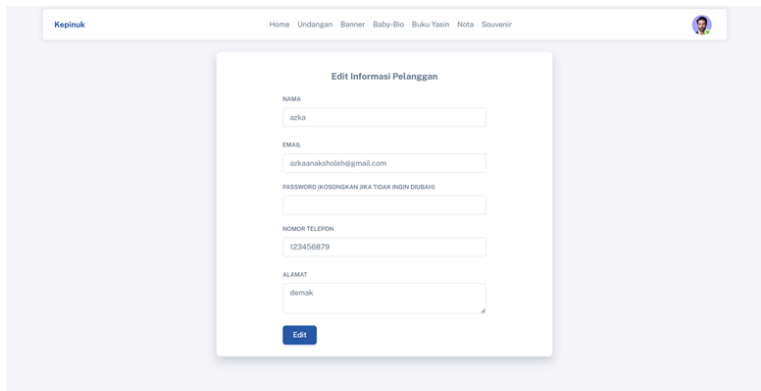 Kepinuk
Home Undangan Banner Baby-Bio Buku Yasin Nota Souvenir
Edit Informasi Pelanggan
NAMA
azka
EMAIL
azkaanaksholeh@gmail.com
PASSWORD (KOSONGKAN JIKA TIDAK INGIN DIUBAH)
NOMOR TELEPON
123456879
ALAMAT
demak
Edit